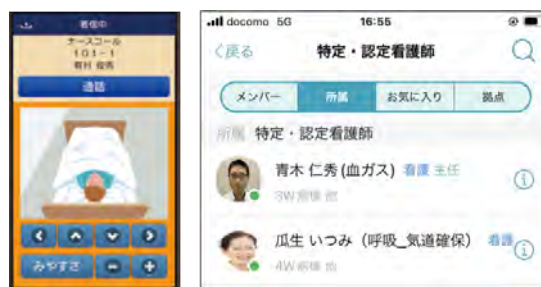 着信中
ナースコール
101-1
有村 俊馬
通話
みやすさ
docomo 5G
16:55
戻る
特定・認定看護師
メンバー
所属
お気に入り
拠点
所属 特定・認定看護師
青木 仁秀(血ガス) 看護 主任
3W病棟 他
瓜生 いつみ (呼吸_気道確保) 看護
4W病棟 他